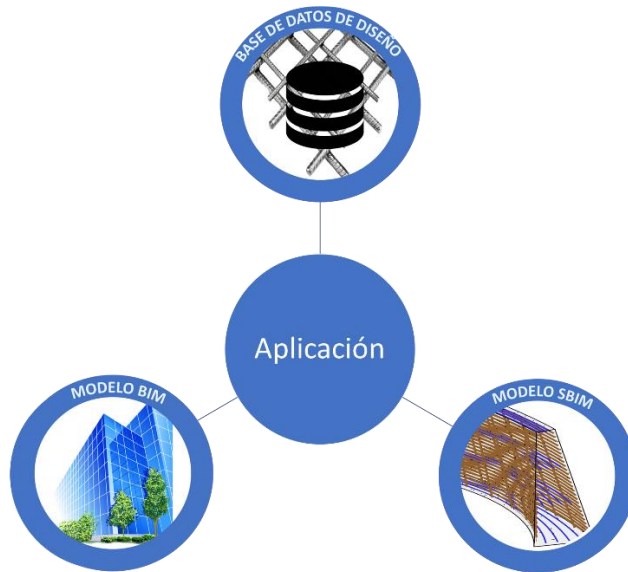 BASE DE DATOS DE DISEÑO
Aplicación
MODELO BIM
MODELO SBIM